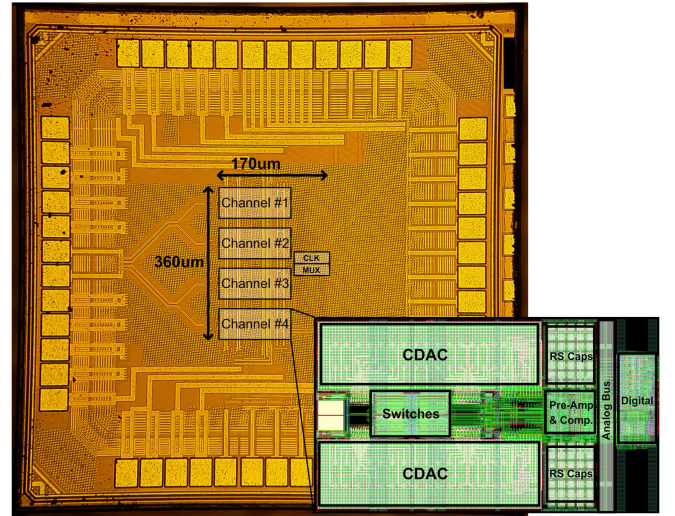 170um
Channel #1
Channel #2
CLK
360um
MUX
Channel #3
Channel #4
CDAC
RS Caps
Switches
Pre-Amp
& Comp.
Analog Bus
Digital
CDAC
RS Caps